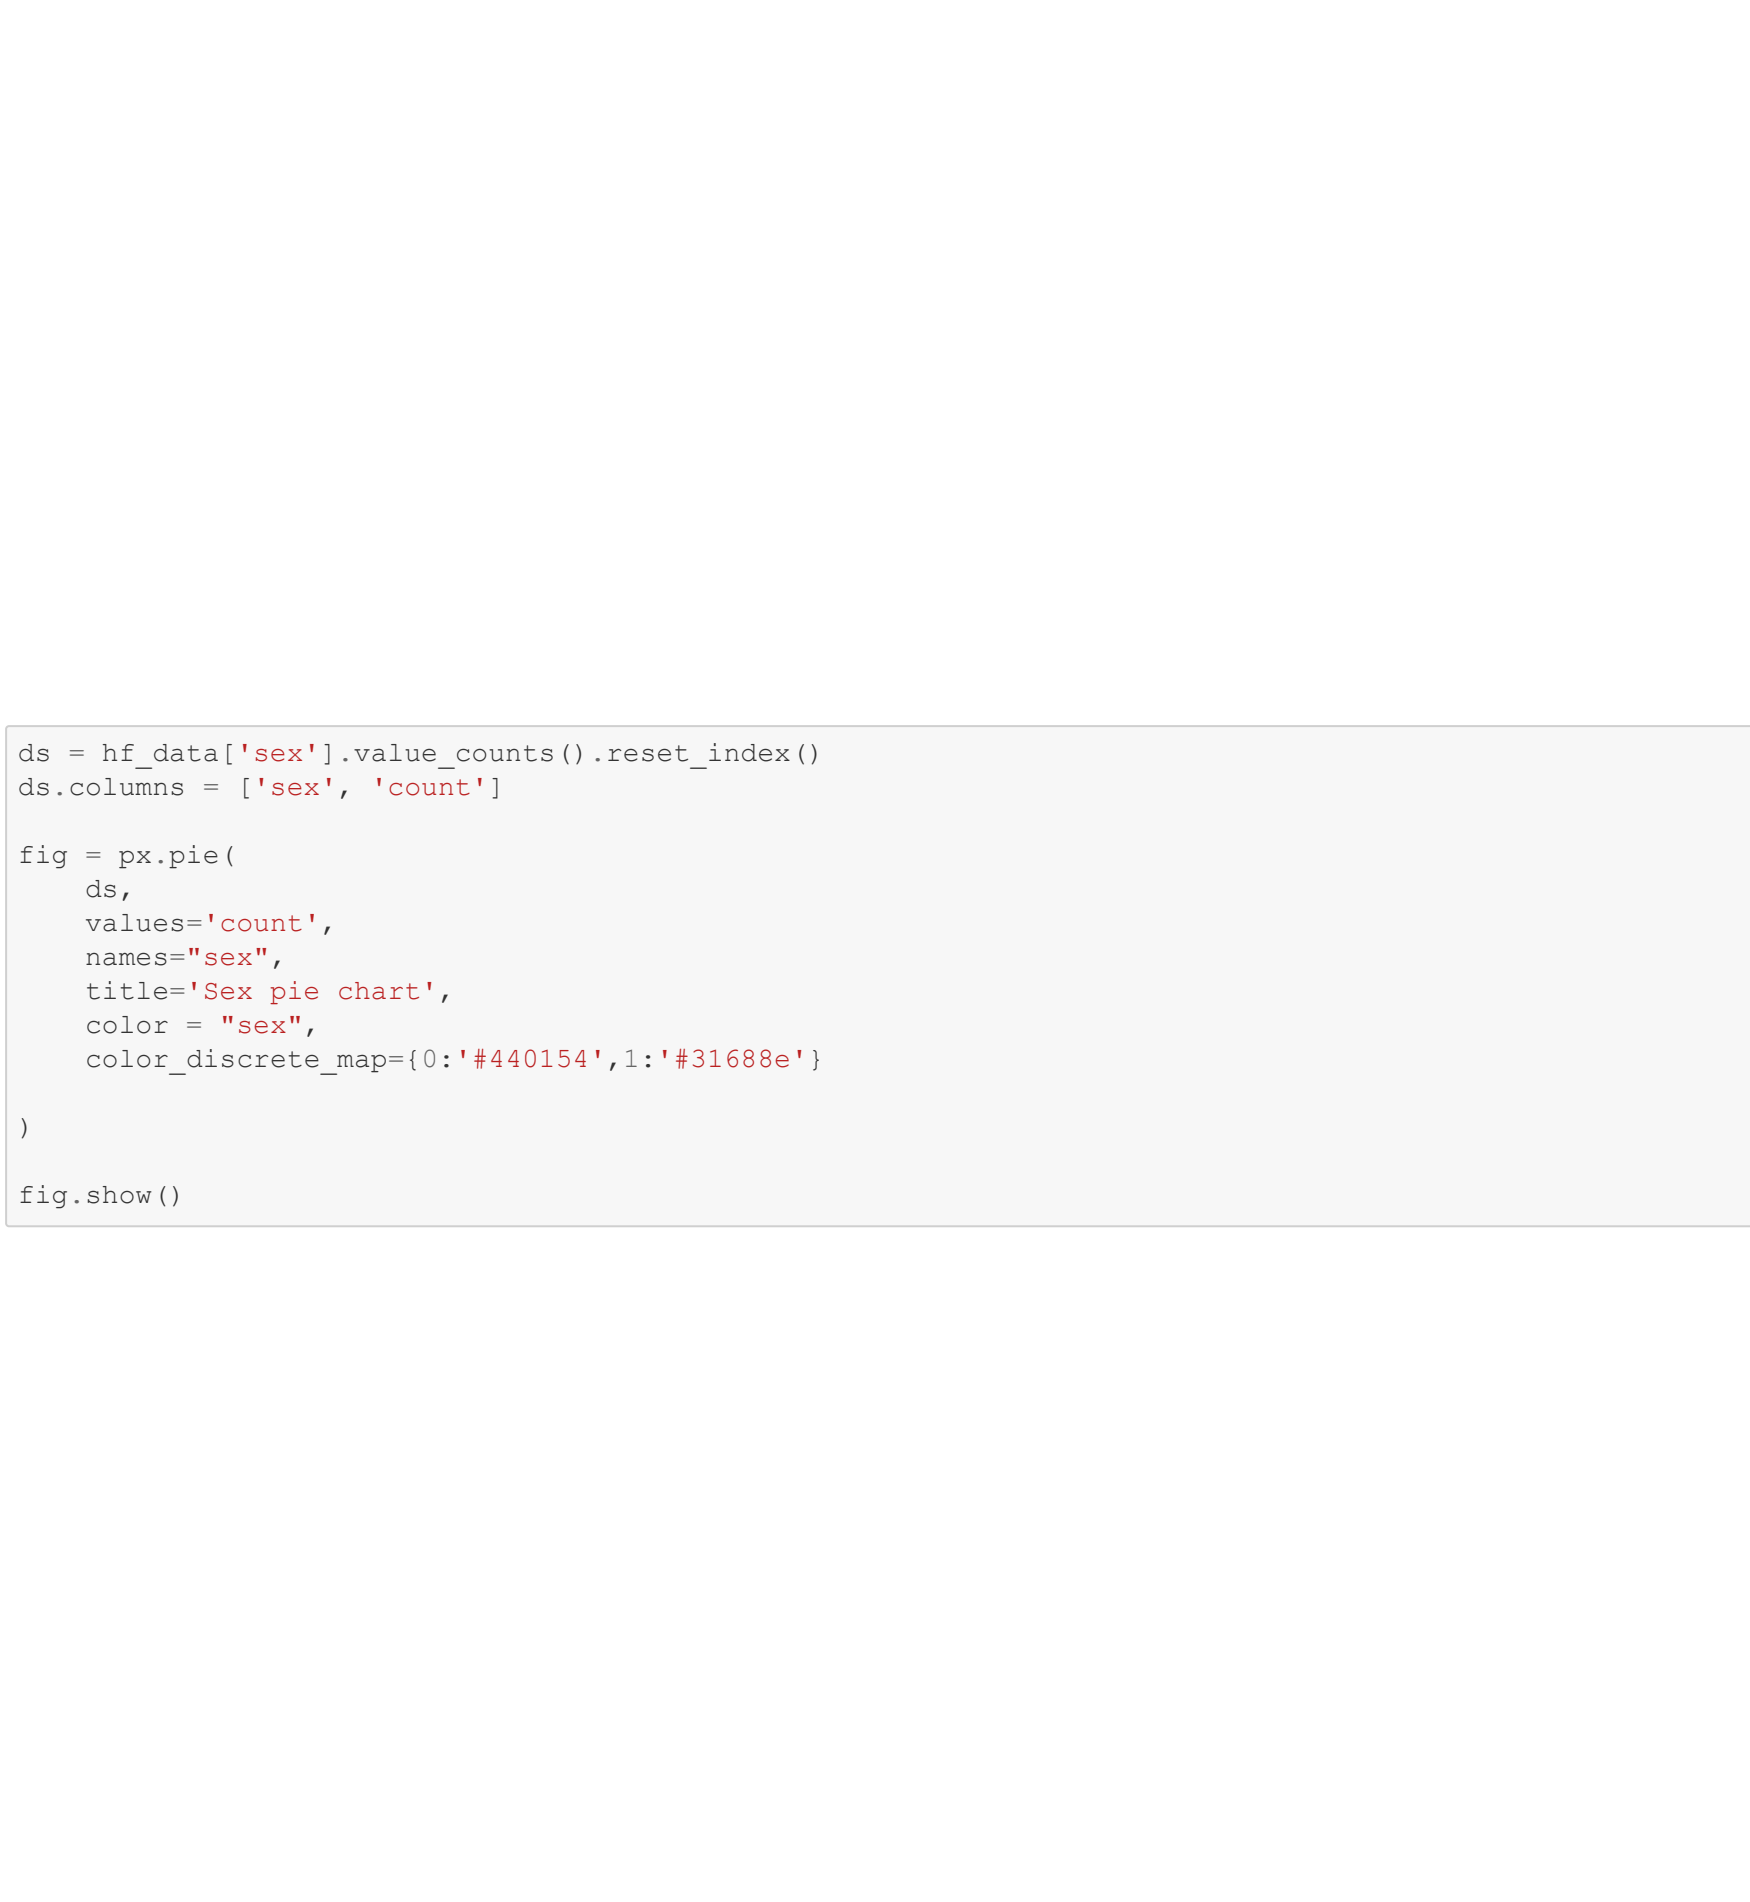 ds = hf_data['sex'].value_counts().reset_index()
ds.columns = ['sex', 'count']
fig = px.pie(
    ds,
    values='count',
    names="sex",
    title='Sex pie chart',
    color = "sex",
    color_discrete_map={0:'#440154',1:'#31688e'}
)
fig.show()